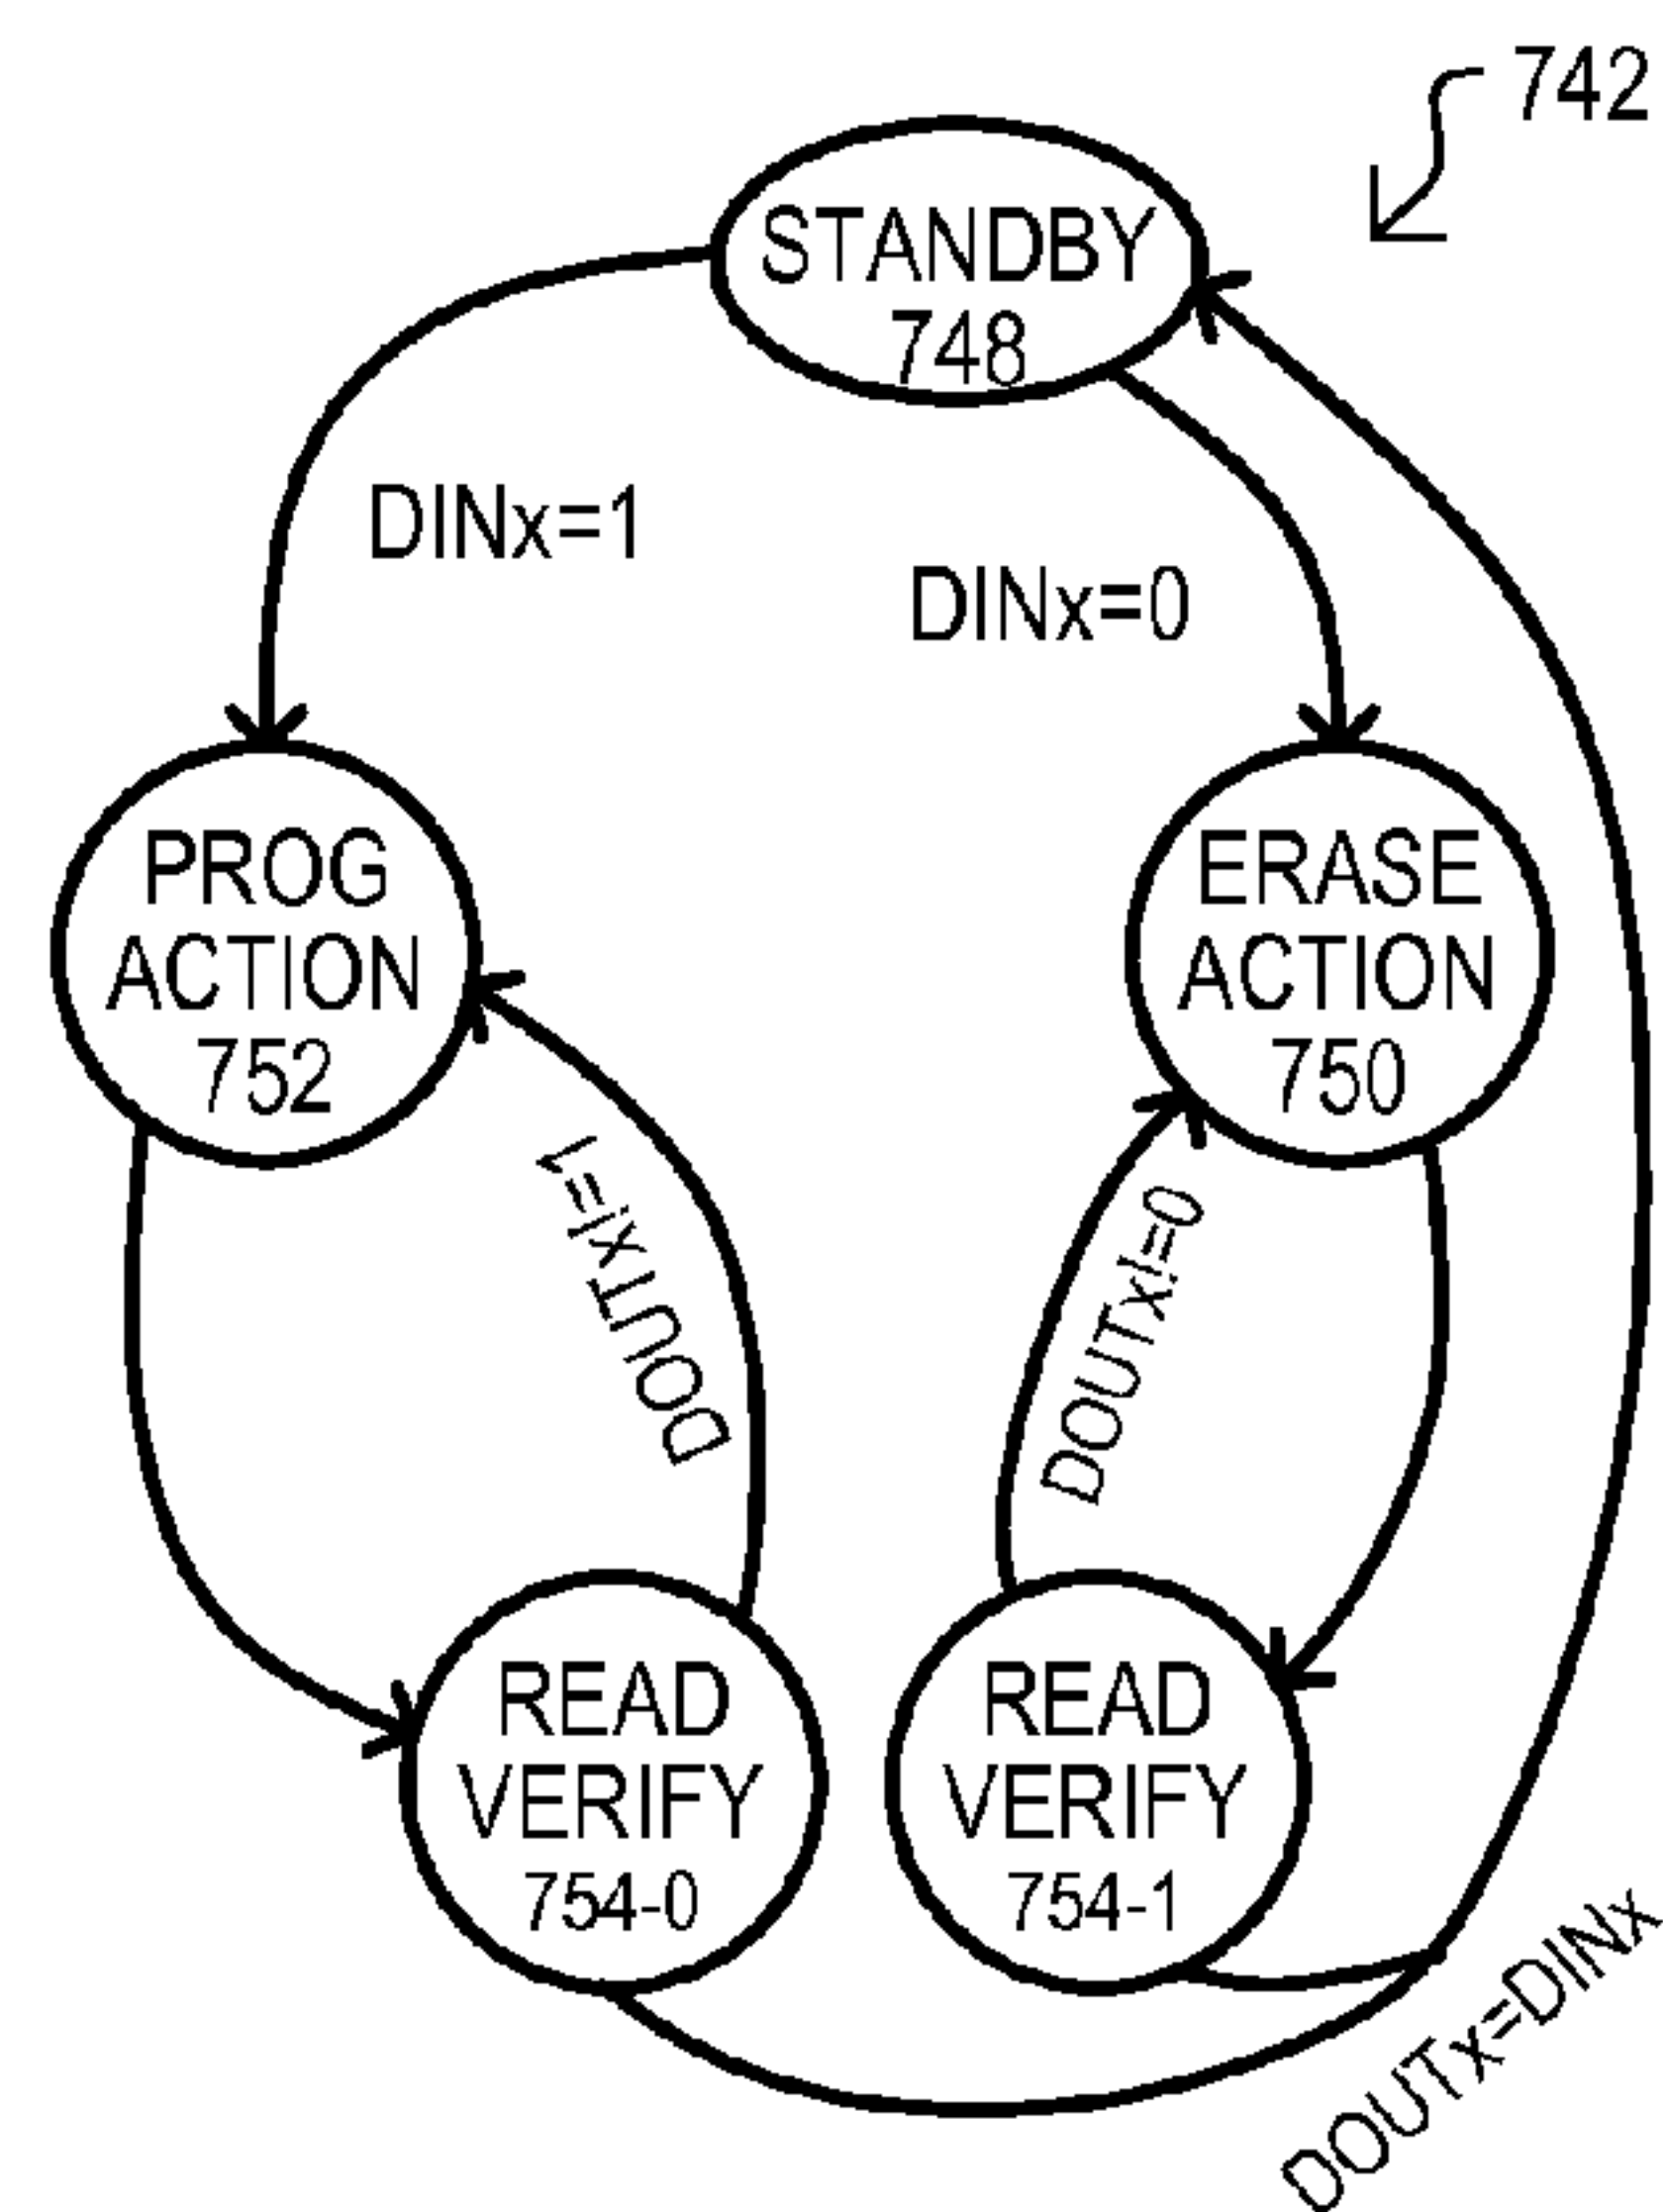 742
STANDBY
748
DINx=1
DINx=0
PROG
ACTION
752
ERASE
ACTION
750
DOUTx!=1
DOUTx!=0
READ
VERIFY
754-0
READ
VERIFY
754-1
DOUTx=DINx